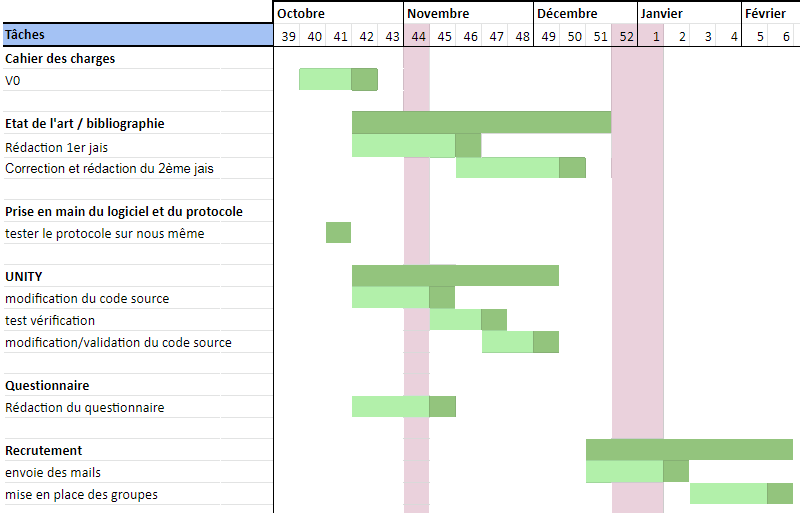 Octobre Novembre Décembre Janvier Février
Tâches 39 40 41 42 43 44 45 46 47 48 49 50 51 52 1 2 3 4 5 6
Cahier des charges
V0
Etat de l'art / bibliographie
Rédaction 1er jais
Correction et rédaction du 2ème jais
Prise en main du logiciel et du protocole
tester le protocole sur nous même
UNITY
modification du code source
test vérification
modification/validation du code source
Questionnaire
Rédaction du questionnaire
Recrutement
envoie des mails
mise en place des groupes